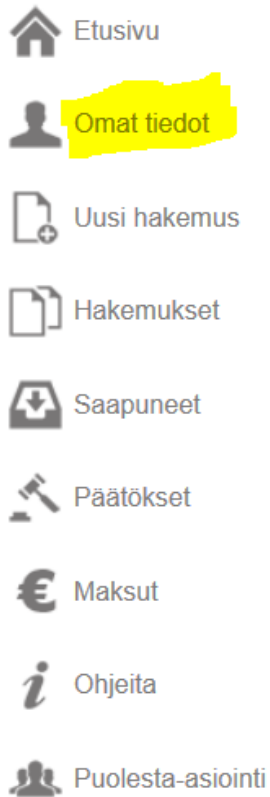 Etusivu
Omat tiedot
Uusi hakemus
Hakemukset
Saapuneet
Päätökset
Maksut
Ohjeita
Puolesta-asiointi